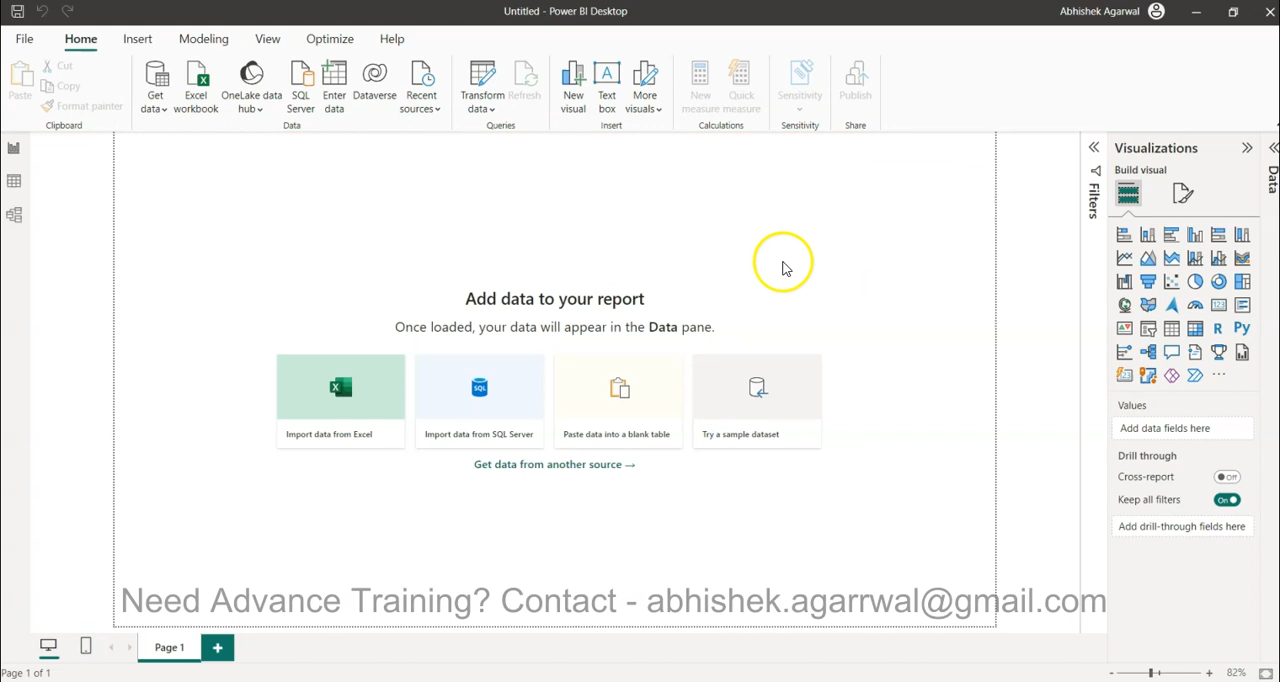 Untitled - Power BI Desktop
Abhishek Agarwal
File Home Insert Modeling View Optimize Help
Paste
Cut
Copy
Format painter
Clipboard
Get data
Excel workbook
OneLake data hub
SQL Server
Enter data
Dataverse
Recent sources
Data
Transform data
Refresh
Queries
New visual
Text box
More visuals
Insert
New measure
Quick measure
Calculations
Sensitivity
Sensitivity
Publish
Share
Filters
Visualizations
Data
Build visual
Add data to your report
Once loaded, your data will appear in the Data pane.
SQL
Import data from Excel
Import data from SQL Server
Paste data into a blank table
Try a sample dataset
Get data from another source →
123
R
Py
Values
Add data fields here
Drill through
Cross-report Off
Keep all filters On
Add drill-through fields here
Need Advance Training? Contact - abhishek.agarrwal@gmail.com
Page 1
+
Page 1 of 1
- + 82%